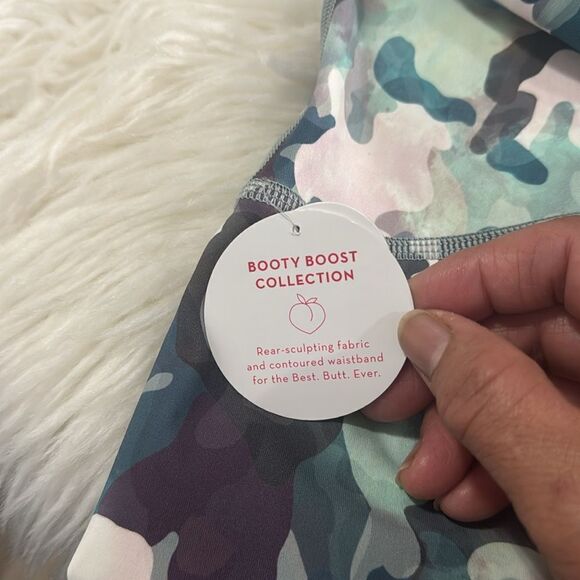 BOOTY BOOST
COLLECTION
Rear-sculpting fabric
and contoured waistband
for the Best. Butt. Ever.